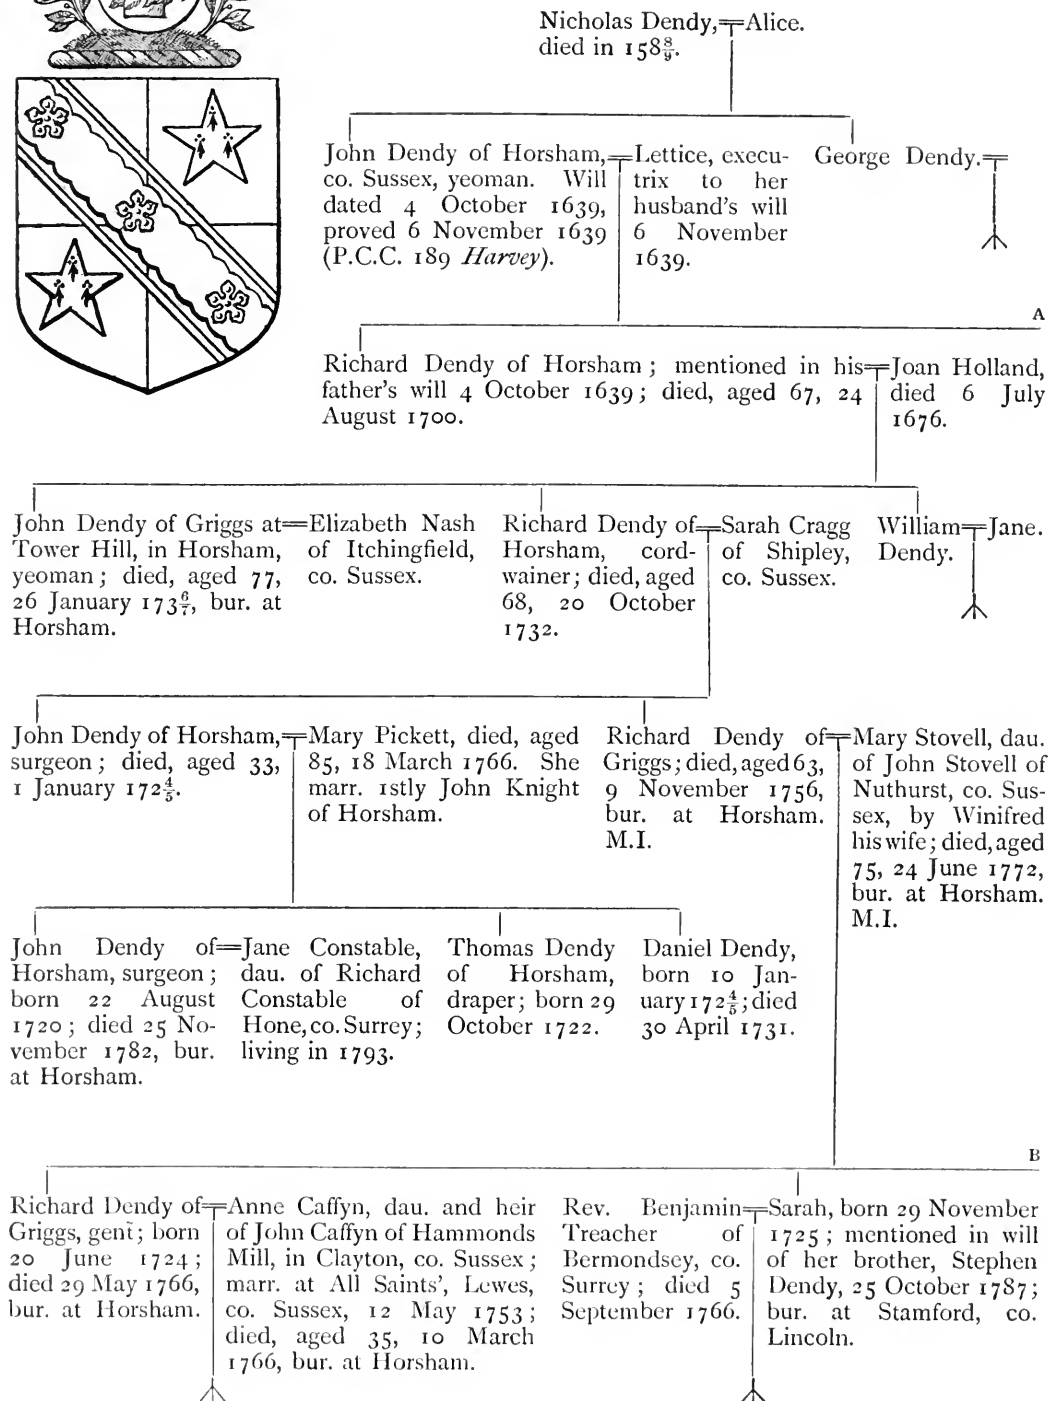 Nicholas Dendy, Alice.
died in 158 8/9.
John Dendy of Horsham,
co. Sussex, yeoman. Will
dated 4 October 1639,
proved 6 November 1639
(P.C.C. 189 Harvey).
Lettice, execu-
trix to her
husband's will
6 November
1639.
George Dendy.
A
Richard Dendy of Horsham ; mentioned in his
father's will 4 October 1639 ; died, aged 67, 24
August 1700.
Joan Holland,
died 6 July
1676.
John Dendy of Griggs at
Tower Hill, in Horsham,
yeoman ; died, aged 77,
26 January 173 6/7, bur. at
Horsham.
Elizabeth Nash
of Itchingfield,
co. Sussex.
Richard Dendy of
Horsham, cord-
wainer ; died, aged
68, 20 October
1732.
Sarah Cragg
of Shipley,
co. Sussex.
William
Dendy.
Jane.
John Dendy of Horsham,
surgeon ; died, aged 33,
1 January 172 4/5.
Mary Pickett, died, aged
85, 18 March 1766. She
marr. 1stly John Knight
of Horsham.
Richard Dendy of
Griggs ; died, aged 63,
9 November 1756,
bur. at Horsham.
M.I.
Mary Stovell, dau.
of John Stovell of
Nuthurst, co. Sus-
sex, by Winifred
his wife ; died, aged
75, 24 June 1772,
bur. at Horsham.
M.I.
John Dendy of
Horsham, surgeon ;
born 22 August
1720 ; died 25 No-
vember 1782, bur.
at Horsham.
Jane Constable,
dau. of Richard
Constable of
Hone, co. Surrey ;
living in 1793.
Thomas Dendy
of Horsham,
draper ; born 29
October 1722.
Daniel Dendy,
born 10 Jan-
uary 172 4/5 ; died
30 April 1731.
B
Richard Dendy of
Griggs, gent ; born
20 June 1724 ;
died 29 May 1766,
bur. at Horsham.
Anne Caffyn, dau. and heir
of John Caffyn of Hammonds
Mill, in Clayton, co. Sussex ;
marr. at All Saints', Lewes,
co. Sussex, 12 May 1753 ;
died, aged 35, 10 March
1766, bur. at Horsham.
Rev. Benjamin
Treacher of
Bermondsey, co.
Surrey ; died 5
September 1766.
Sarah, born 29 November
1725 ; mentioned in will
of her brother, Stephen
Dendy, 25 October 1787 ;
bur. at Stamford, co.
Lincoln.